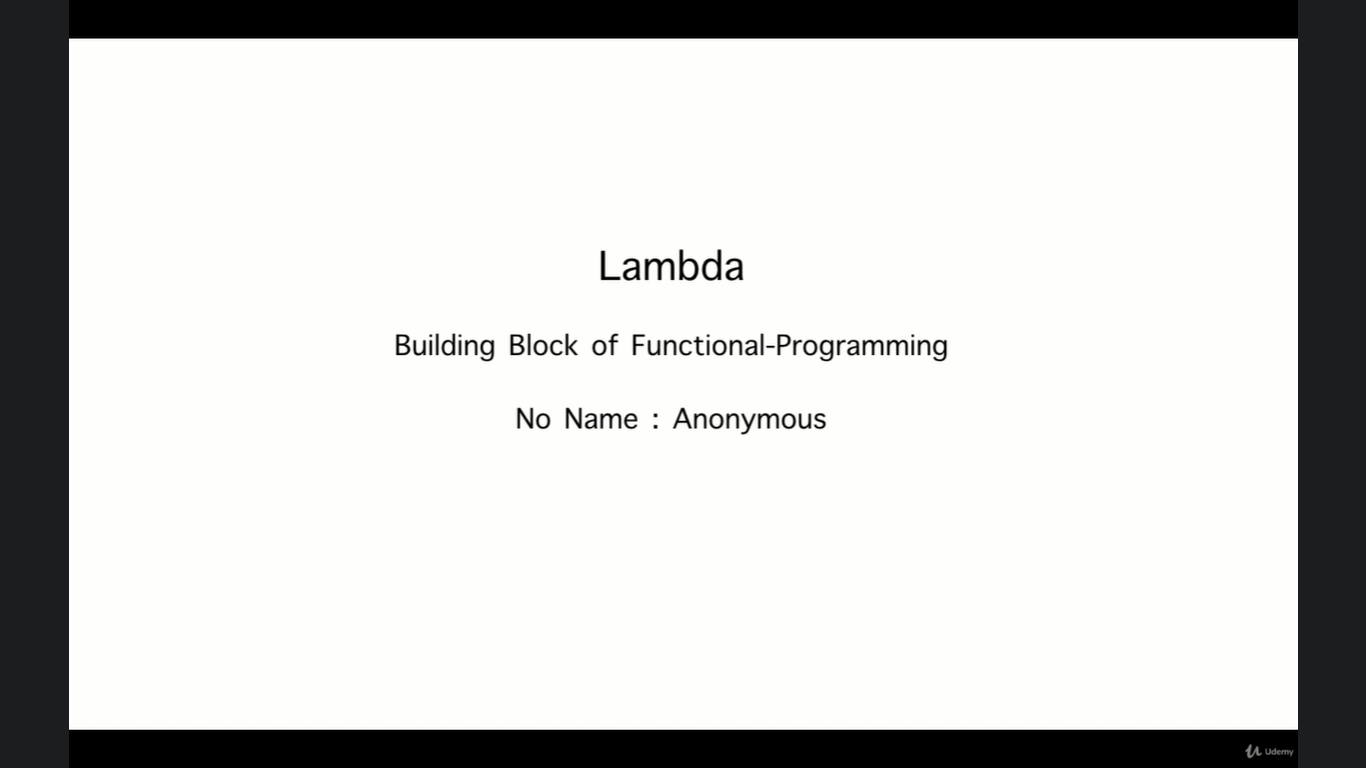 Lambda
Building Block of Functional-Programming
No Name : Anonymous
Udemy